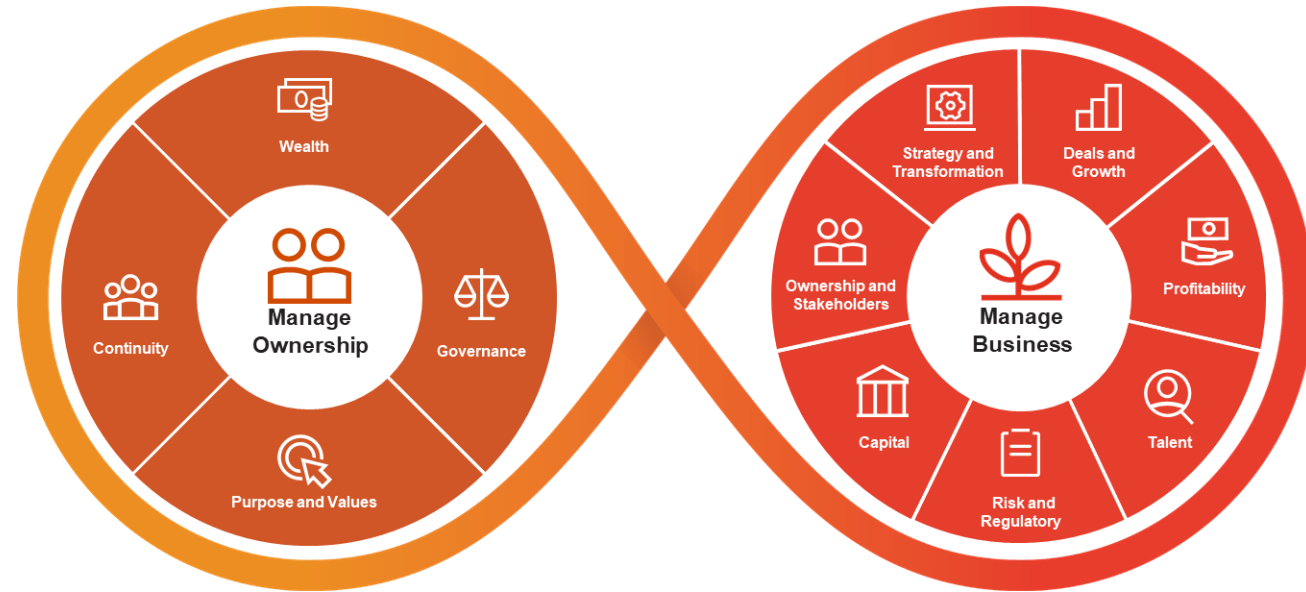 Wealth
Manage
Ownership
Continuity
Governance
Purpose and Values
Strategy and
Transformation
Deals and
Growth
Ownership and
Stakeholders
Profitability
Manage
Business
Capital
Talent
Risk and
Regulatory